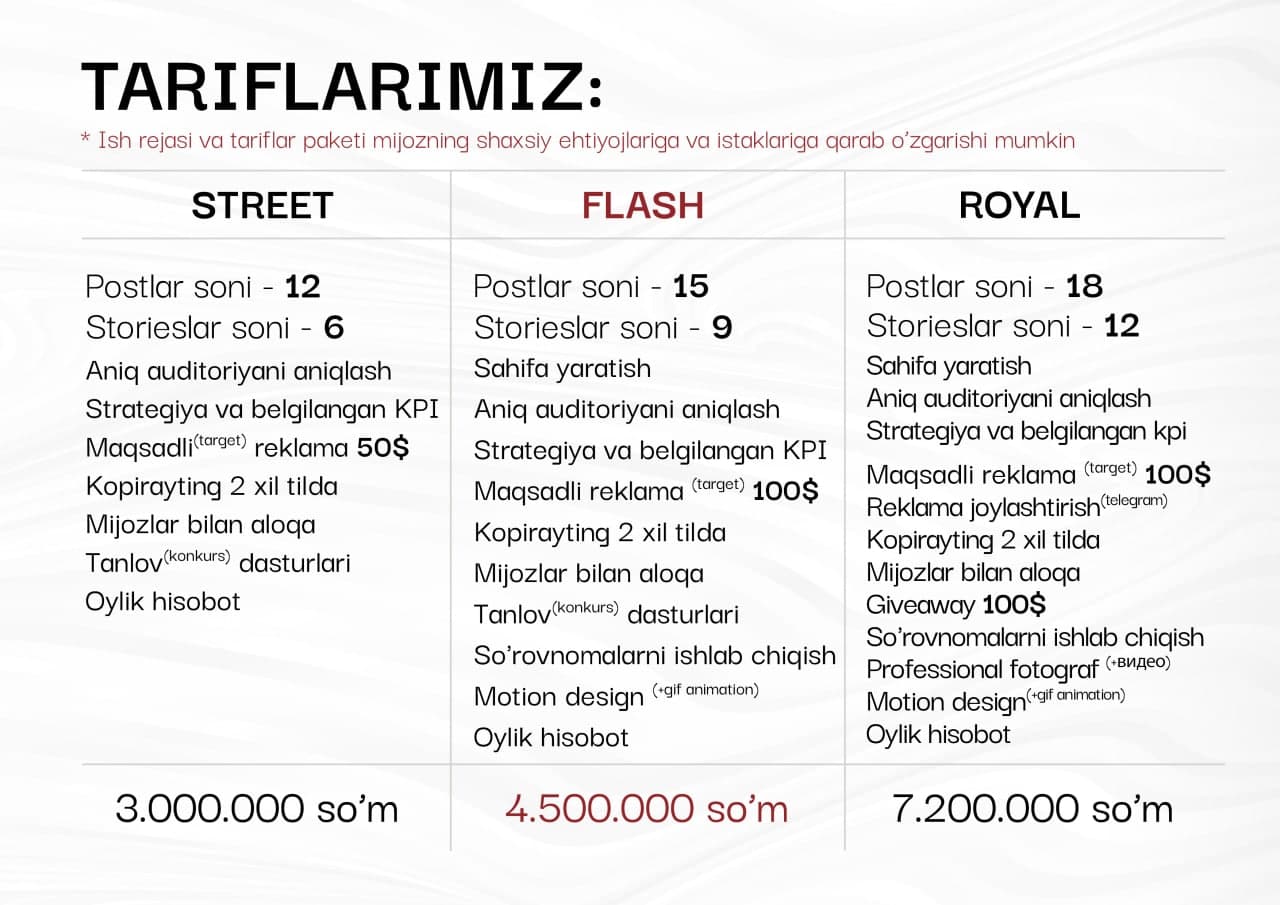 TARIFLARIMIZ:
* Ish rejasi va tariflar paketi mijozning shaxsiy ehtiyojlariga va istaklariga qarab o’zgarishi mumkin
STREET
Postlar soni - 12
Storieslar soni - 6
Aniq auditoriyani aniqlash
Strategiya va belgilangan KPI
Maqsadli(target) reklama 50$
Kopirayting 2 xil tilda
Mijozlar bilan aloqa
Tanlov(konkurs) dasturlari
Oylik hisobot
3.000.000 so’m
FLASH
Postlar soni - 15
Storieslar soni - 9
Sahifa yaratish
Aniq auditoriyani aniqlash
Strategiya va belgilangan KPI
Maqsadli reklama (target) 100$
Kopirayting 2 xil tilda
Mijozlar bilan aloqa
Tanlov(konkurs) dasturlari
So’rovnomalarni ishlab chiqish
Motion design (+gif animation)
Oylik hisobot
4.500.000 so’m
ROYAL
Postlar soni - 18
Storieslar soni - 12
Sahifa yaratish
Aniq auditoriyani aniqlash
Strategiya va belgilangan kpi
Maqsadli reklama (target) 100$
Reklama joylashtirish(telegram)
Kopirayting 2 xil tilda
Mijozlar bilan aloqa
Giveaway 100$
So’rovnomalarni ishlab chiqish
Professional fotograf (+видео)
Motion design(+gif animation)
Oylik hisobot
7.200.000 so’m